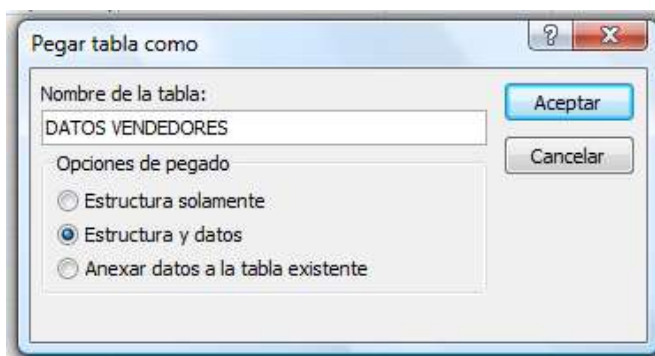 Pegar tabla como
Nombre de la tabla:
Aceptar
DATOS VENDEDORES
Cancelar
Opciones de pegado
Estructura solamente
Estructura y datos
Anexar datos a la tabla existente